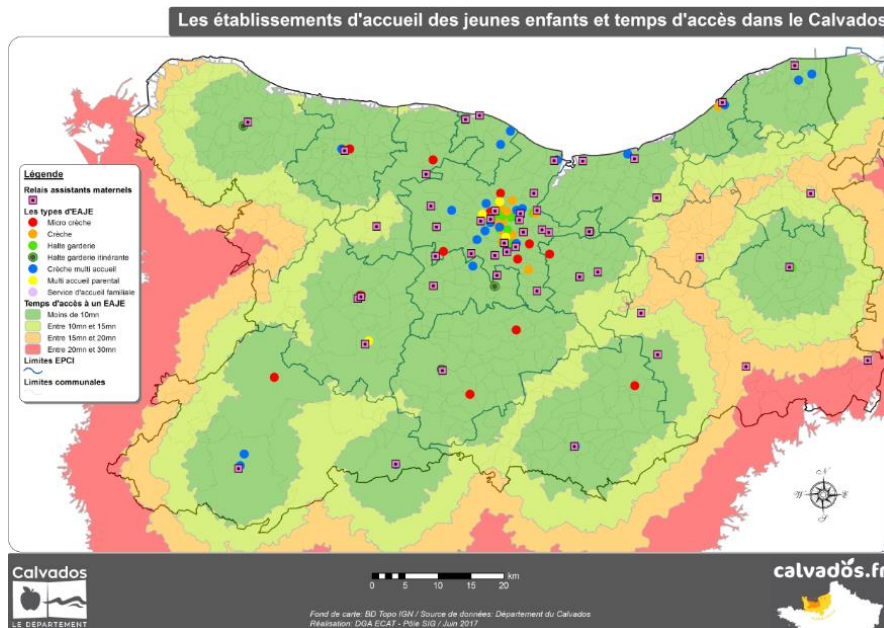 Les établissements d'accueil des jeunes enfants et temps d'accès dans le Calvados
Légende
Relais assistants maternels
Les types d'EAJE
Micro crèche
Crèche
Halte garderie
Halte garderie itinérante
Crèche multi accueil
Multi accueil parental
Service d'accueil familiale
Temps d'accès à un EAJE
Moins de 10mn
Entre 10mn et 15mn
Entre 15mn et 20mn
Entre 20mn et 30mn
Limites EPCI
Limites communales
N
W E
S
Calvados
LE DÉPARTEMENT
km
0 5 10 15 20
Fond de carte: BD Topo IGN / Source de données: Département du Calvados
Réalisation: DGA ECAT - Pôle SIG / Juin 2017
calvados.fr